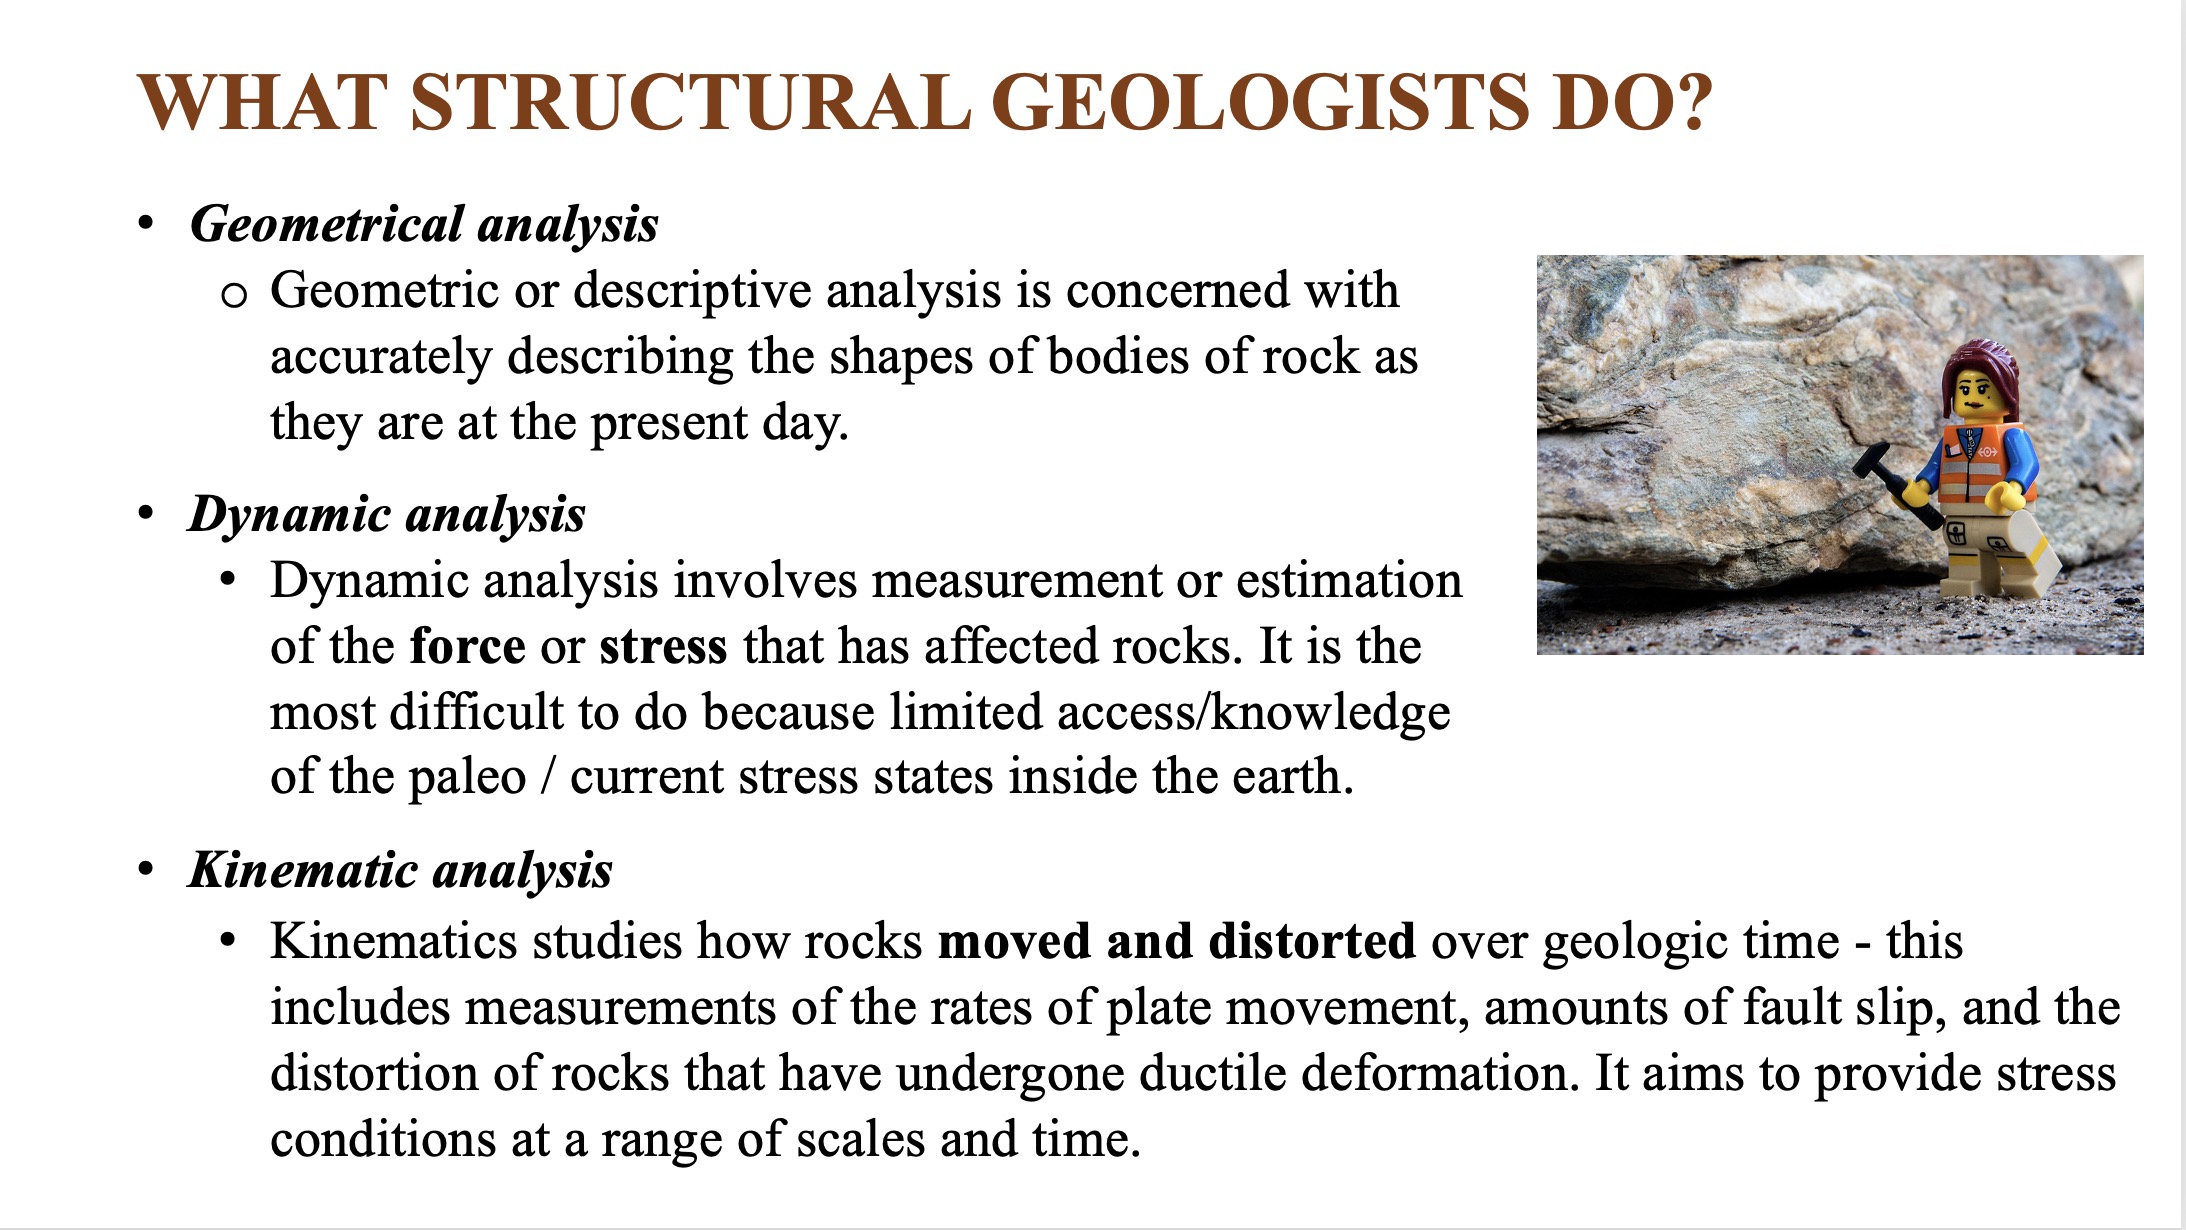 WHAT STRUCTURAL GEOLOGISTS DO?
• Geometrical analysis
o Geometric or descriptive analysis is concerned with
accurately describing the shapes of bodies of rock as
they are at the present day.
• Dynamic analysis
• Dynamic analysis involves measurement or estimation
of the force or stress that has affected rocks. It is the
most difficult to do because limited access/knowledge
of the paleo / current stress states inside the earth.
• Kinematic analysis
• Kinematics studies how rocks moved and distorted over geologic time - this
includes measurements of the rates of plate movement, amounts of fault slip, and the
distortion of rocks that have undergone ductile deformation. It aims to provide stress
conditions at a range of scales and time.